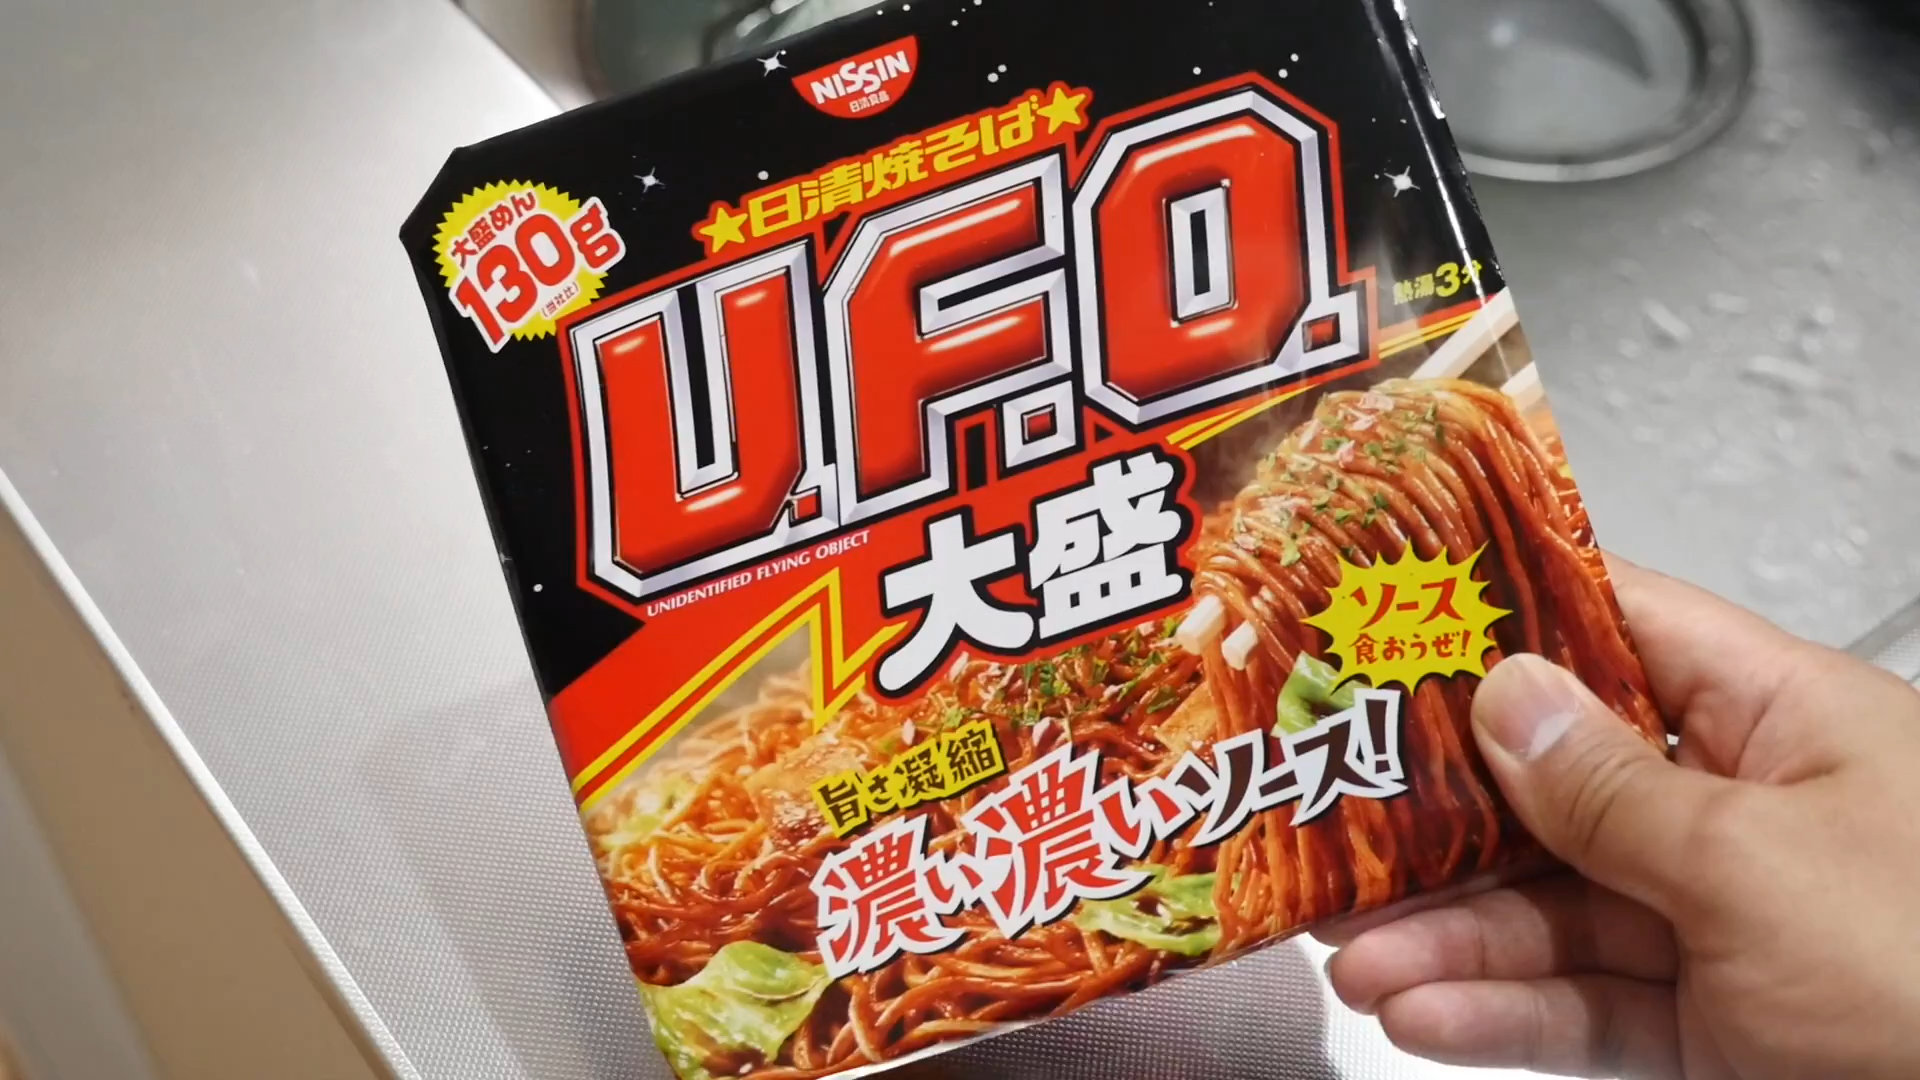 NISSIN
日清食品
★日清焼そば★
大盛めん
130g
(当社比)
U.F.O.
熱湯3分
UNIDENTIFIED FLYING OBJECT
大盛
ソース
食おうぜ!
旨さ凝縮
濃い濃いソース!